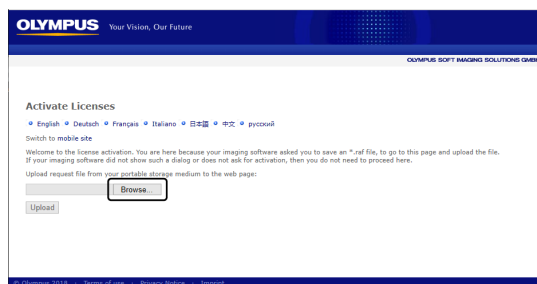 OLYMPUS Your Vision, Our Future
OLYMPUS SOFT IMAGING SOLUTIONS GMB
Activate Licenses
English Deutsch Français Italiano 日本語 中文 русский
Switch to mobile site
Welcome to the license activation. You are here because your imaging software asked you to save an *.raf file, to go to this page and upload the file.
If your imaging software did not show such a dialog or does not ask for activation, then you do not need to proceed here.
Upload request file from your portable storage medium to the web page:
Browse...
Upload
© Olympus 2018 · Terms of use · Privacy Notice · Imprint